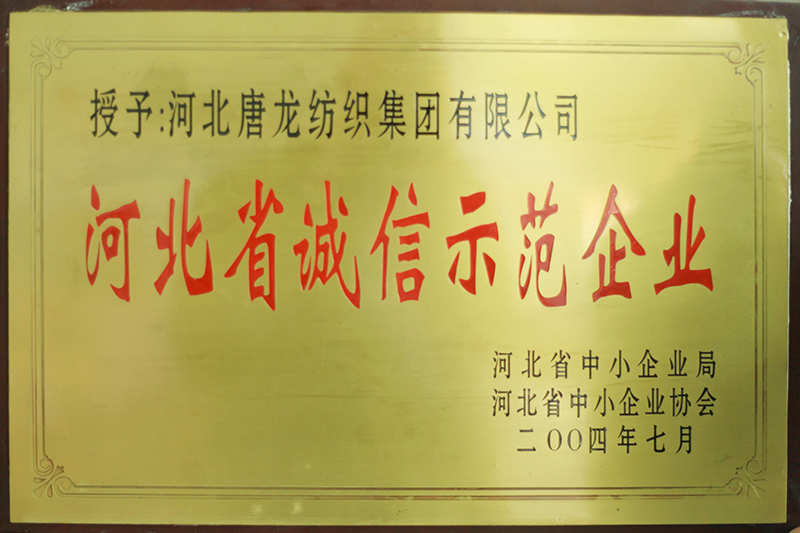 授予:河北唐龙纺织集团有限公司
河北省诚信示范企业
河北省中小企业局
河北省中小企业协会
二〇〇四年七月